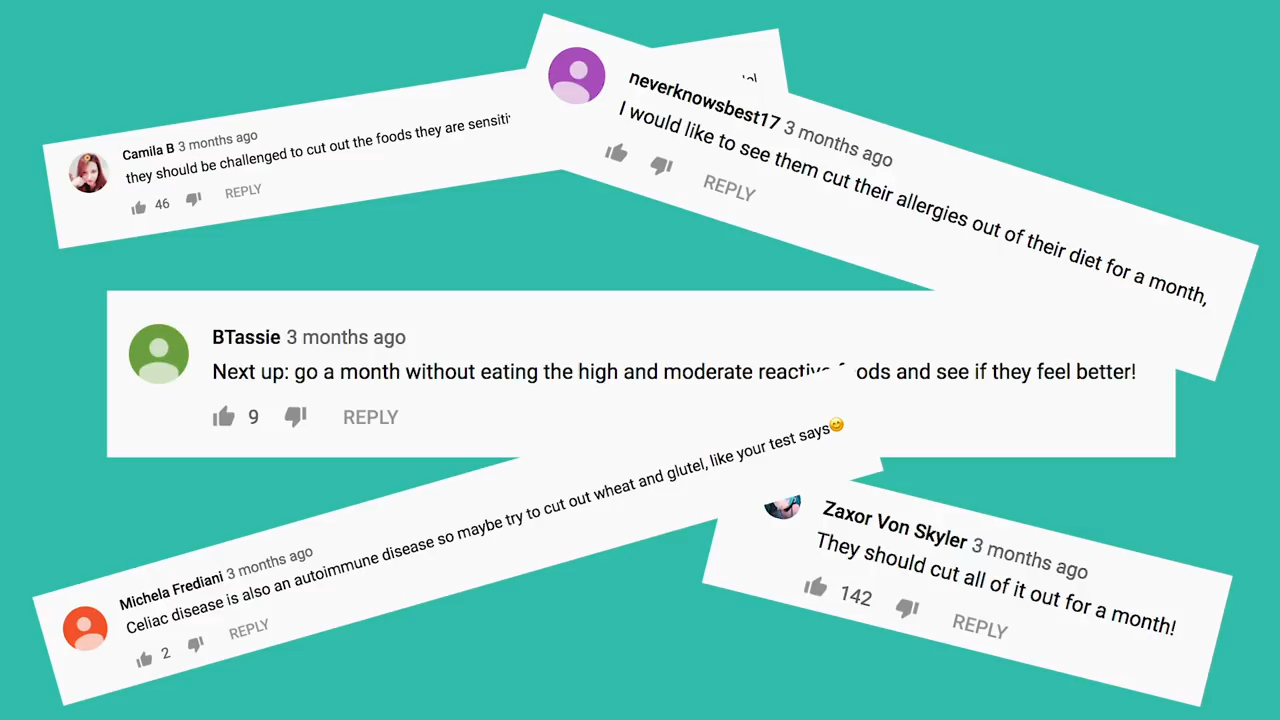 Camila B 3 months ago
they should be challenged to cut out the foods they are
46 REPLY
neverknowsbest17 3 months ago
I would like to see them cut their allergies out of their diet for a month,
REPLY
BTassie 3 months ago
Next up: go a month without eating the high and moderate and see if they feel better!
9 REPLY
Michela Frediani 3 months ago
Celiac disease is also an autoimmune disease so maybe try to cut out wheat and glutel, like your test says😊
2 REPLY
Zaxor Von Skyler 3 months ago
They should cut all of it out for a month!
142 REPLY